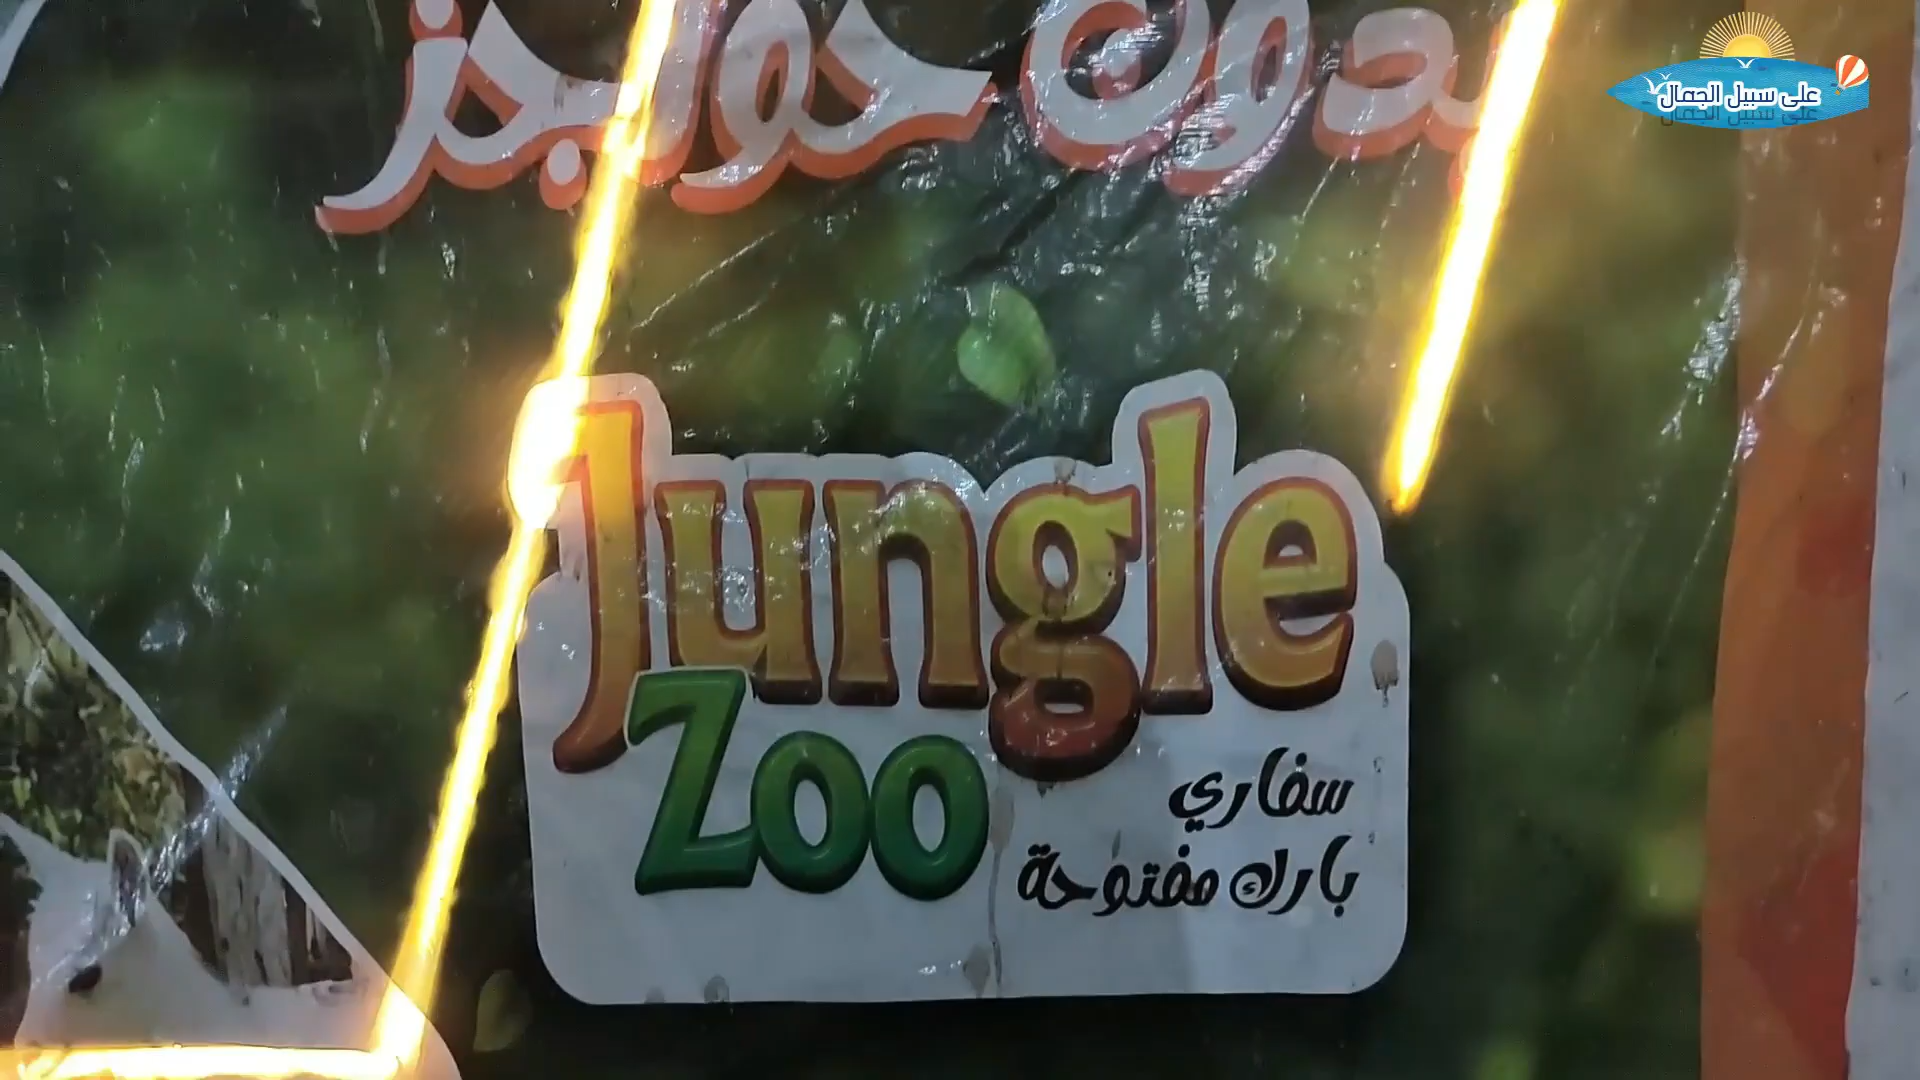 بدون حواجز
على سبيل الجمال
Jungle
Zoo
سفاري
بارك مفتوحة